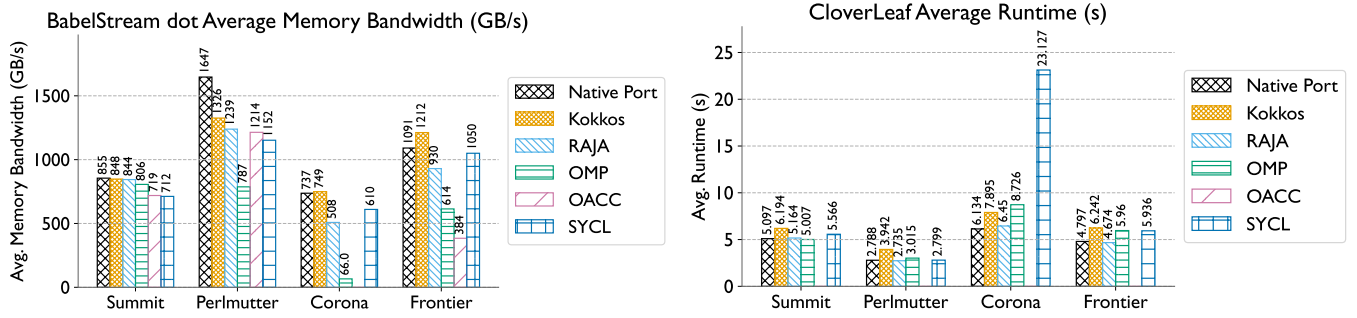 BabelStream dot Average Memory Bandwidth (GB/s)
Avg. Memory Bandwidth (GB/s)
1500
1000
500
0
855
848
844
806
719
712
1647
1326
1239
787
1214
1152
737
749
508
66.0
610
1091
1212
930
614
384
1050
Summit
Perlmutter
Corona
Frontier
Native Port
Kokkos
RAJA
OMP
OACC
SYCL
CloverLeaf Average Runtime (s)
Avg. Runtime (s)
25
20
15
10
5
0
5.097
6.194
5.164
5.007
5.566
2.788
3.942
2.735
3.015
2.799
6.134
7.895
6.45
8.726
23.127
4.797
6.242
4.674
5.96
5.936
Summit
Perlmutter
Corona
Frontier
Native Port
Kokkos
RAJA
OMP
OACC
SYCL